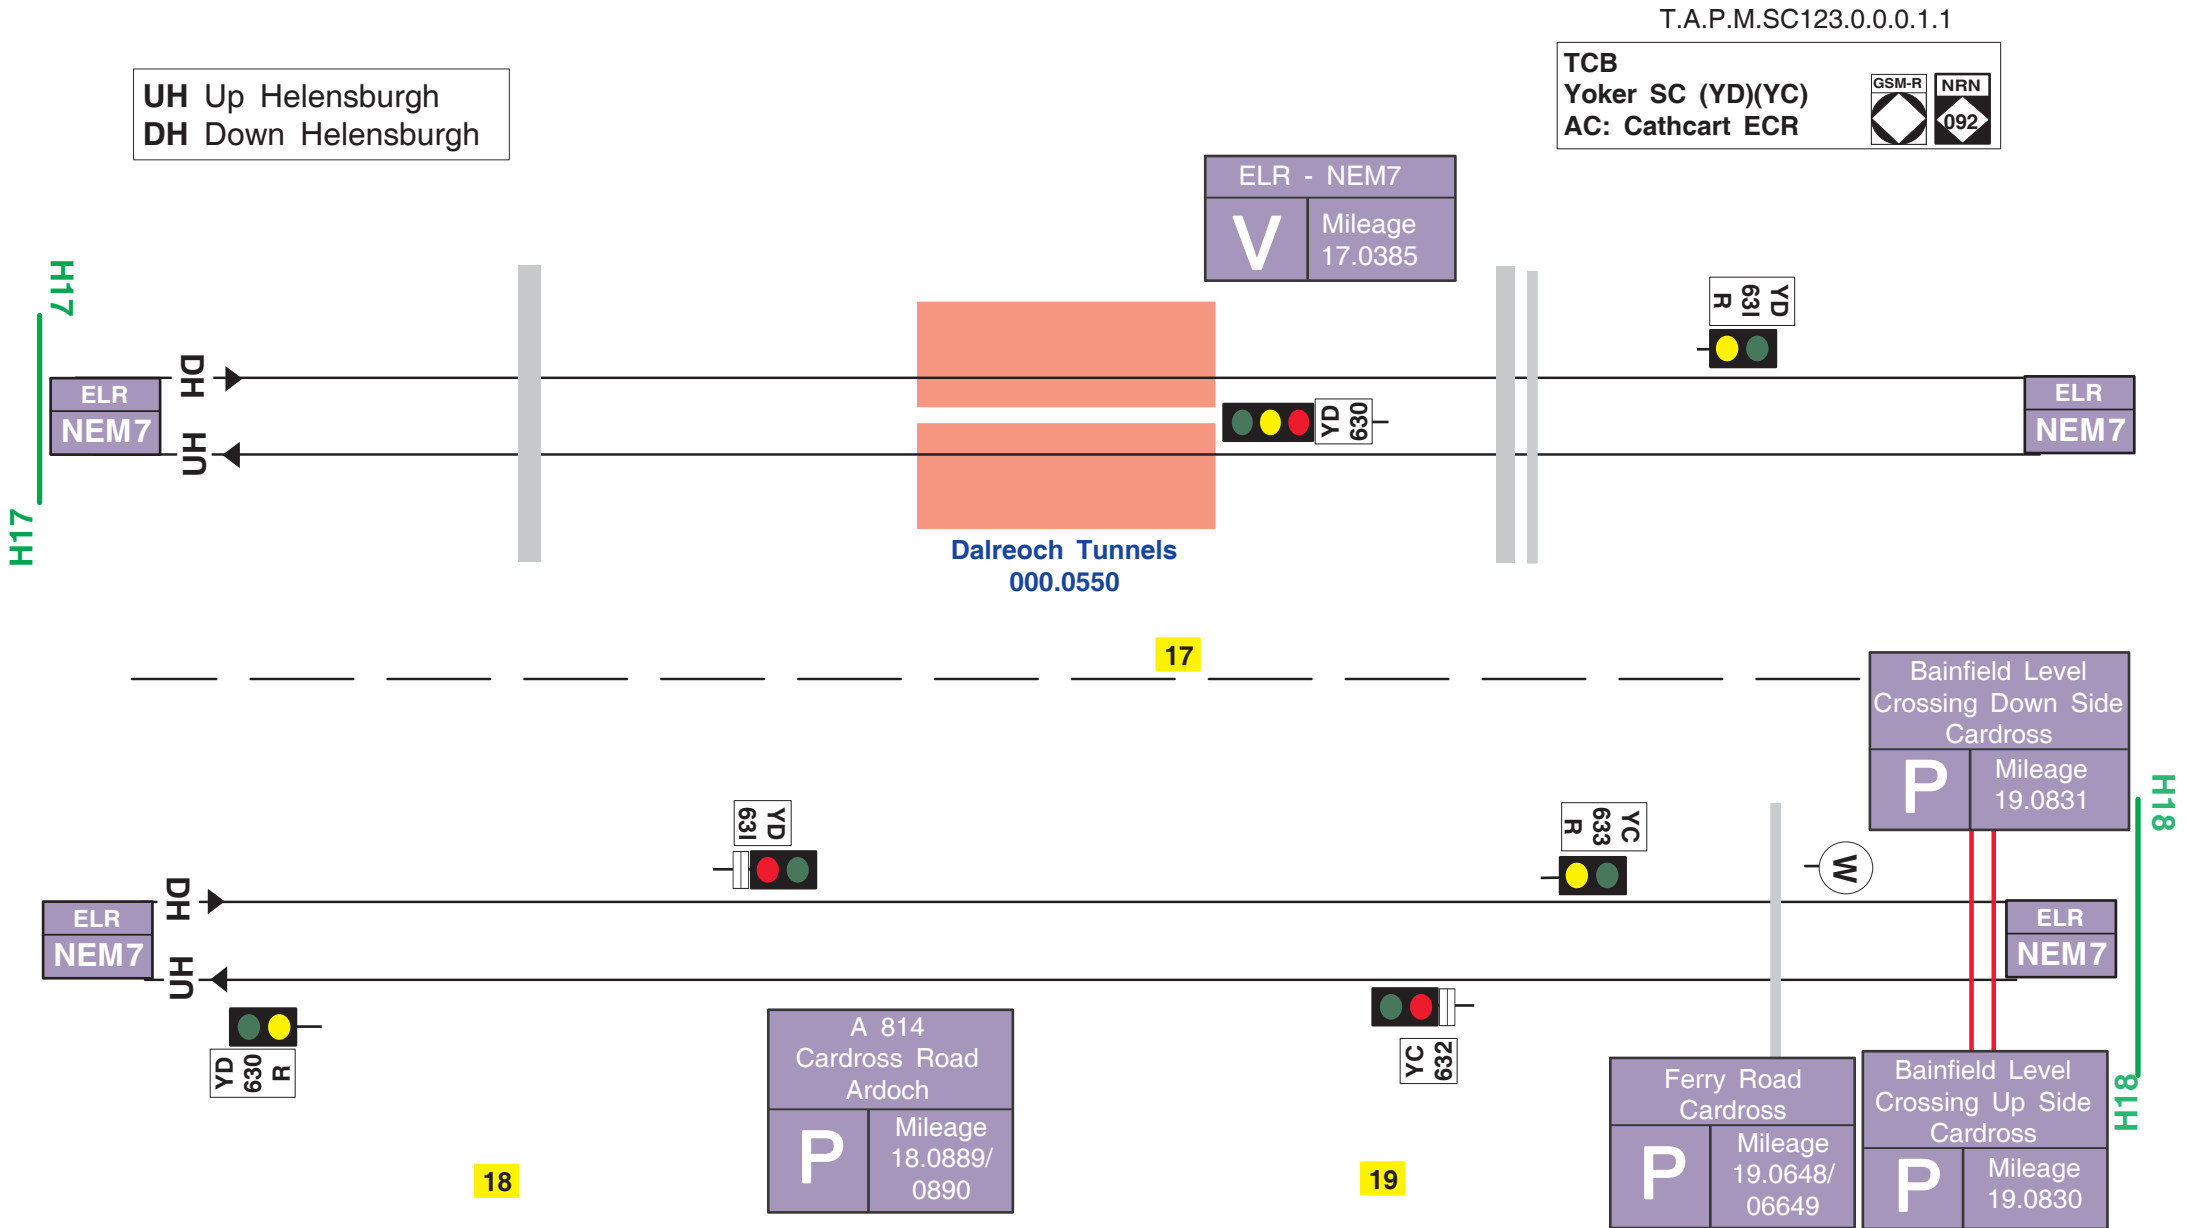 T.A.P.M.SC123.0.0.0.1.1
UH Up Helensburgh
DH Down Helensburgh
TCB
Yoker SC (YD)(YC)
AC: Cathcart ECR
GSM-R
NRN
092
ELR - NEM7
V
Mileage
17.0385
H17
H17
DH
UH
ELR
NEM7
YD
630
YD
631
R
ELR
NEM7
Dalreoch Tunnels
000.0550
17
Bainfield Level
Crossing Down Side
Cardross
P
Mileage
19.0831
H18
H18
DH
UH
ELR
NEM7
YD
631
YC
633
R
W
ELR
NEM7
YD
630
R
A 814
Cardross Road
Ardoch
P
Mileage
18.0889/
0890
YC
632
Ferry Road
Cardross
P
Mileage
19.0648/
06649
Bainfield Level
Crossing Up Side
Cardross
P
Mileage
19.0830
18
19